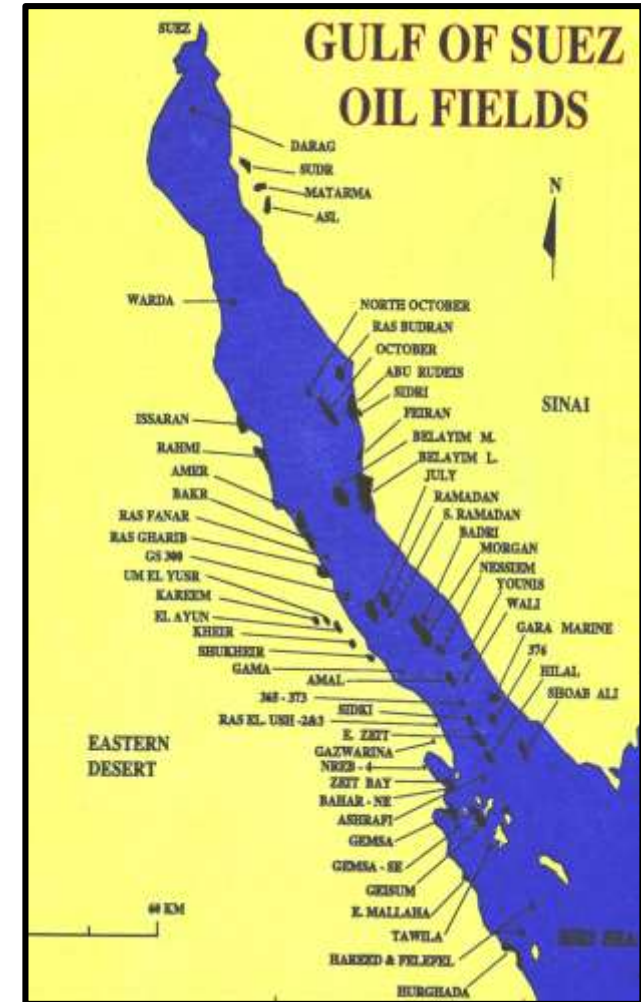 SUEZ
GULF OF SUEZ
OIL FIELDS
DARAG
SUDR
MATARMA
ASL
N
WARDA
NORTH OCTOBER
RAS BUDRAN
OCTOBER
ABU RUDEIS
SIDRI
SINAI
FEIRAN
ISSARAN
BELAYIM M.
RAHMI
BELAYIM L.
AMER
JULY
BAKR
RAMADAN
RAS FANAR
S. RAMADAN
RAS GHARIB
BADRI
GS 300
MORGAN
UM EL YUSR
NESSIEM
KAREEM
YOUNIS
EL AYUN
WALI
KHEIR
GARA MARINE
SHUKHEIR
376
GAMA
HILAL
AMAL
SHOAB ALI
365 - 373
SIDKI
RAS EL. USH -2&3
E. ZEIT
EASTERN
DESERT
GAZWARINA
NREB - 4
ZEIT BAY
BAHAR - NE
ASHRAFI
GEMSA
GEMSA - SE
GEISUM
E. MALLAHA
60 KM
TAWILA
RED SEA
HAREED & FELEFEL
HURGHADA